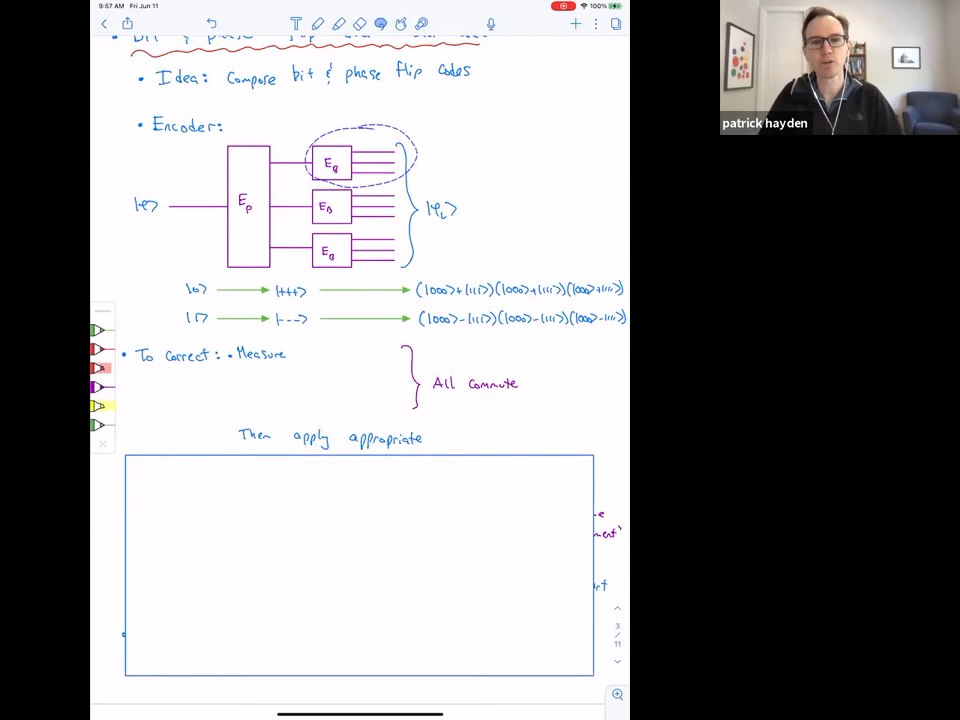 9:57 AM Fri Jun 11
100%
• Idea: Compose bit & phase flip codes
• Encoder:
E_B
|φ⟩ E_P E_B |φ_L⟩
E_B
|0⟩ |+++⟩ (|000⟩+|111⟩)(|000⟩+|111⟩)(|000⟩+|111⟩)
|1⟩ |---⟩ (|000⟩-|111⟩)(|000⟩-|111⟩)(|000⟩-|111⟩)
• To correct: • Measure
All commute
Then apply appropriate
3
/
11
patrick hayden